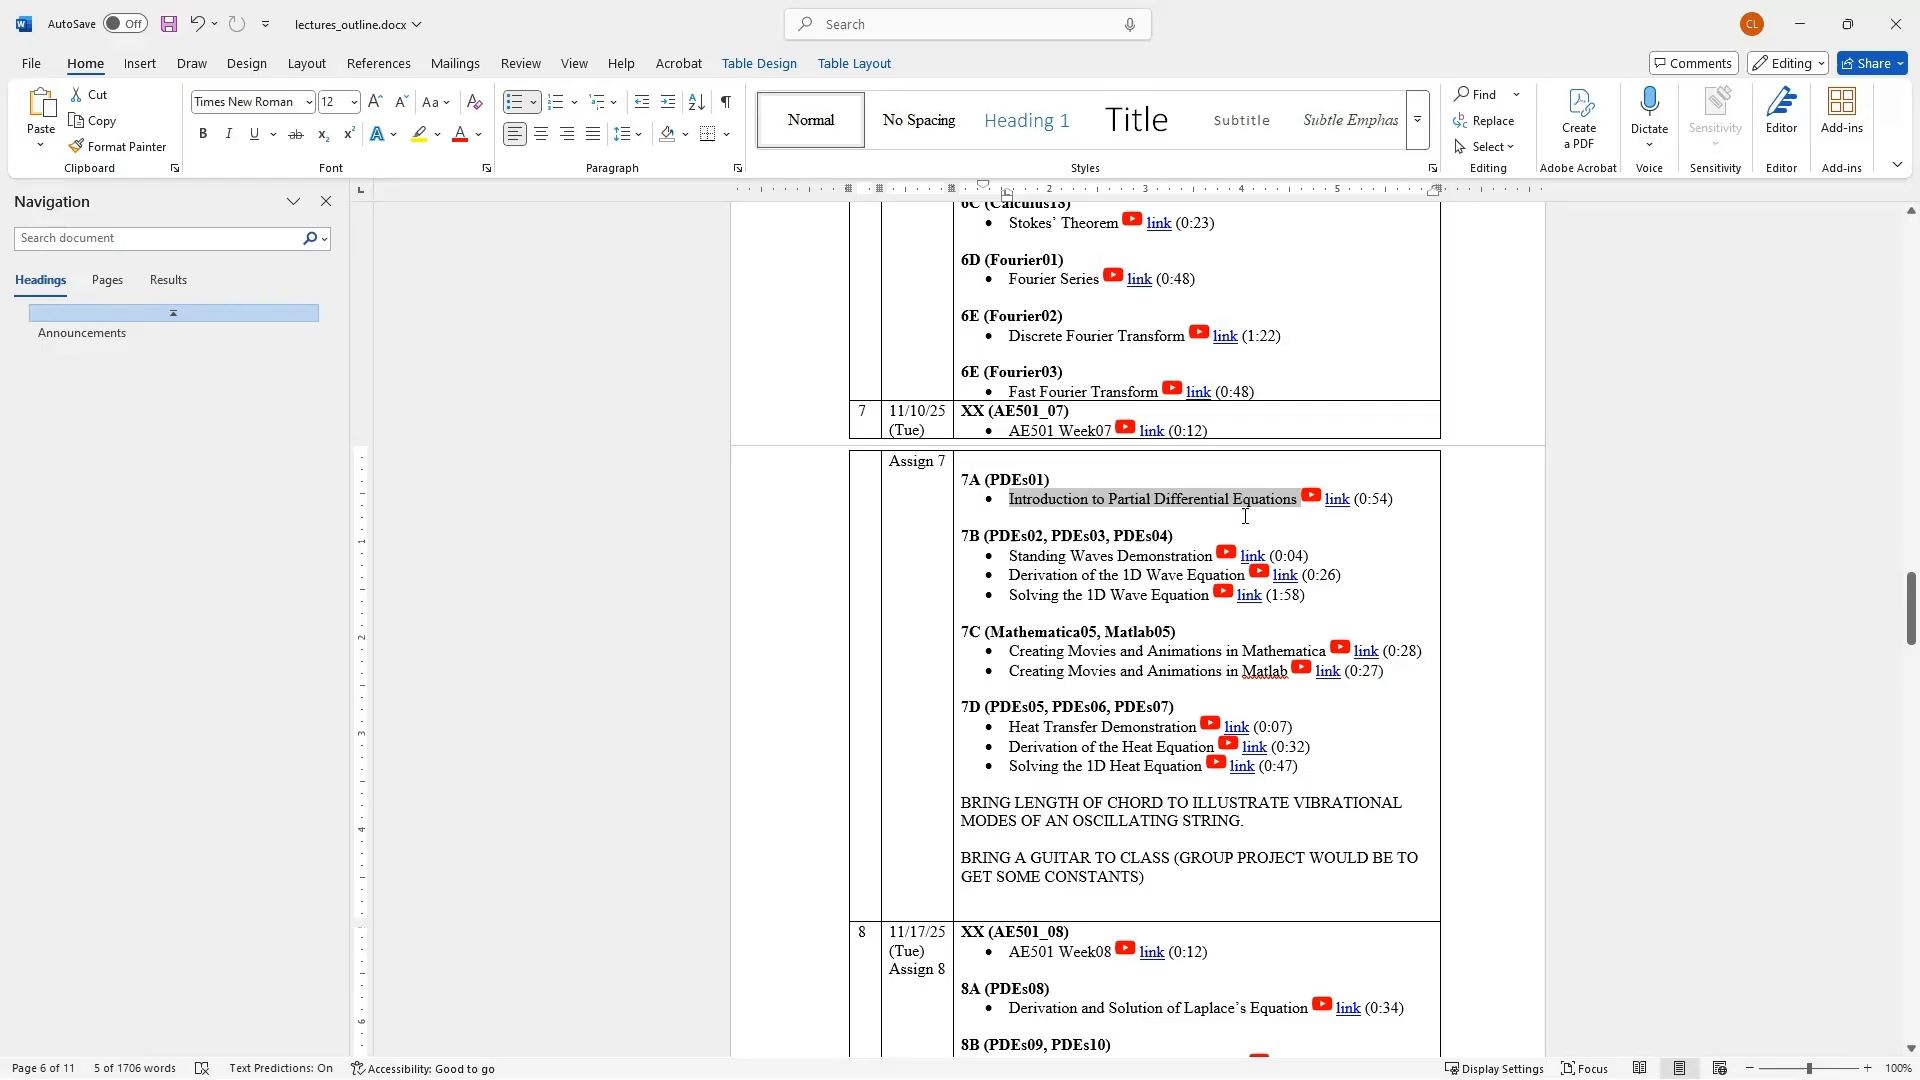 AutoSave Off lectures_outline.docx Search CL
File Home Insert Draw Design Layout References Mailings Review View Help Acrobat Table Design Table Layout Comments Editing Share
Paste Cut Copy Format Painter
Clipboard
Times New Roman 12
Font
Paragraph
Normal No Spacing Heading 1 Title Subtitle Subtle Emphas
Styles
Find Replace Select
Editing
Create a PDF
Adobe Acrobat
Dictate
Voice
Sensitivity
Sensitivity
Editor
Editor
Add-ins
Add-ins
Navigation
Search document
Headings Pages Results
Announcements
6C (Calculus13)
• Stokes’ Theorem link (0:23)
6D (Fourier01)
• Fourier Series link (0:48)
6E (Fourier02)
• Discrete Fourier Transform link (1:22)
6E (Fourier03)
• Fast Fourier Transform link (0:48)
7 11/10/25 XX (AE501_07)
(Tue) • AE501 Week07 link (0:12)
Assign 7
7A (PDEs01)
• Introduction to Partial Differential Equations link (0:54)
7B (PDEs02, PDEs03, PDEs04)
• Standing Waves Demonstration link (0:04)
• Derivation of the 1D Wave Equation link (0:26)
• Solving the 1D Wave Equation link (1:58)
7C (Mathematica05, Matlab05)
• Creating Movies and Animations in Mathematica link (0:28)
• Creating Movies and Animations in Matlab link (0:27)
7D (PDEs05, PDEs06, PDEs07)
• Heat Transfer Demonstration link (0:07)
• Derivation of the Heat Equation link (0:32)
• Solving the 1D Heat Equation link (0:47)
BRING LENGTH OF CHORD TO ILLUSTRATE VIBRATIONAL
MODES OF AN OSCILLATING STRING.
BRING A GUITAR TO CLASS (GROUP PROJECT WOULD BE TO
GET SOME CONSTANTS)
8 11/17/25 XX (AE501_08)
(Tue) • AE501 Week08 link (0:12)
Assign 8
8A (PDEs08)
• Derivation and Solution of Laplace’s Equation link (0:34)
8B (PDEs09, PDEs10)
Page 6 of 11 5 of 1706 words Text Predictions: On Accessibility: Good to go Display Settings Focus 100%